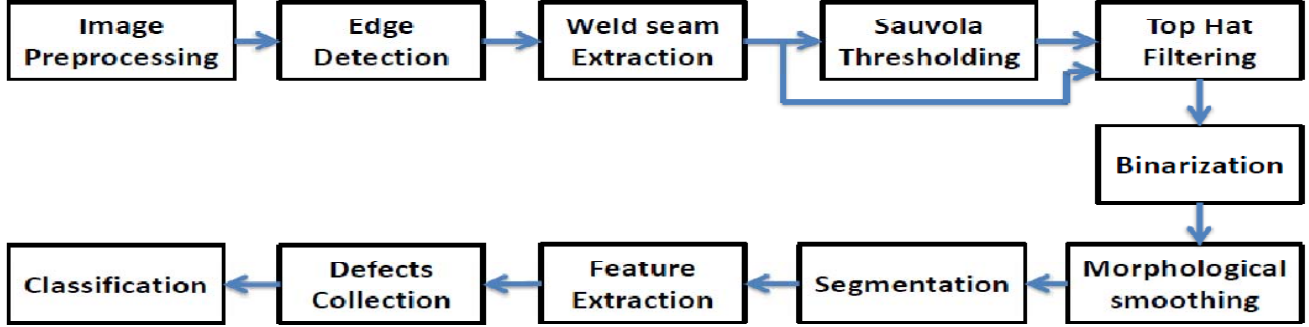 Image
Preprocessing
Edge
Detection
Weld seam
Extraction
Sauvola
Thresholding
Top Hat
Filtering
Binarization
Morphological
smoothing
Segmentation
Feature
Extraction
Defects
Collection
Classification